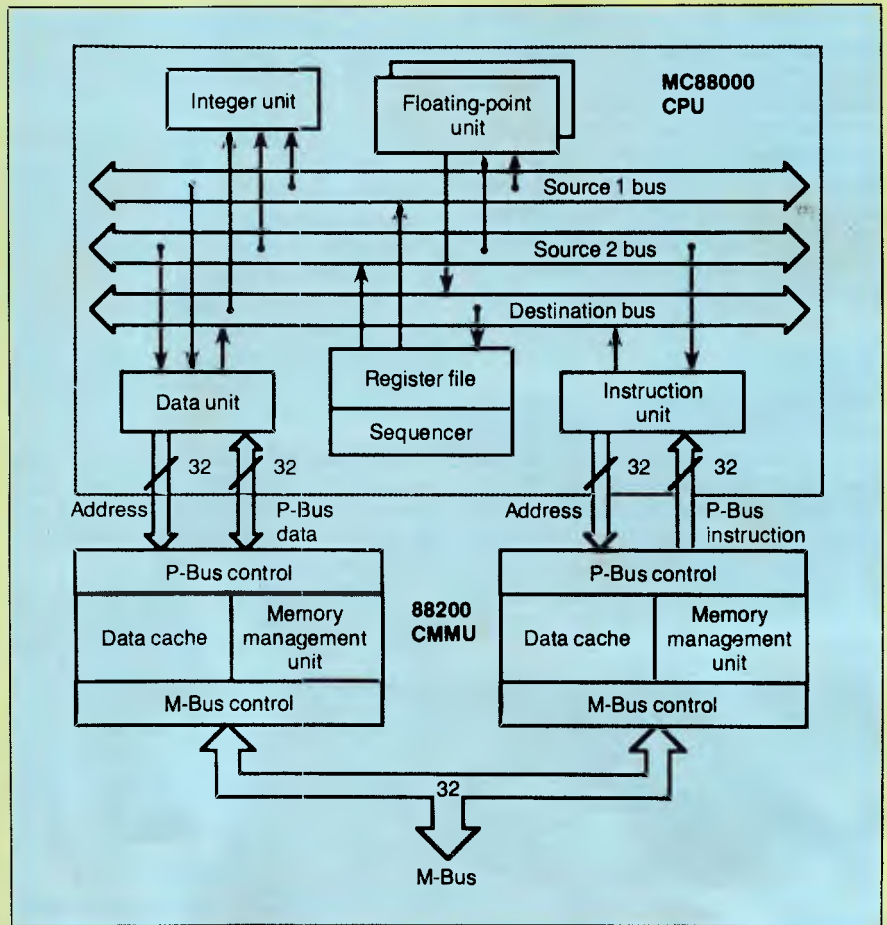 Integer unit
Floating-point
unit
MC88000
CPU
Source 1 bus
Source 2 bus
Destination bus
Data unit
Register file
Sequencer
Instruction
unit
32
32
32
32
Address
P-Bus
data
Address
P-Bus
instruction
P-Bus control
Data cache
Memory
management
unit
M-Bus control
88200
CMMU
P-Bus control
Data cache
Memory
management
unit
M-Bus control
32
M-Bus